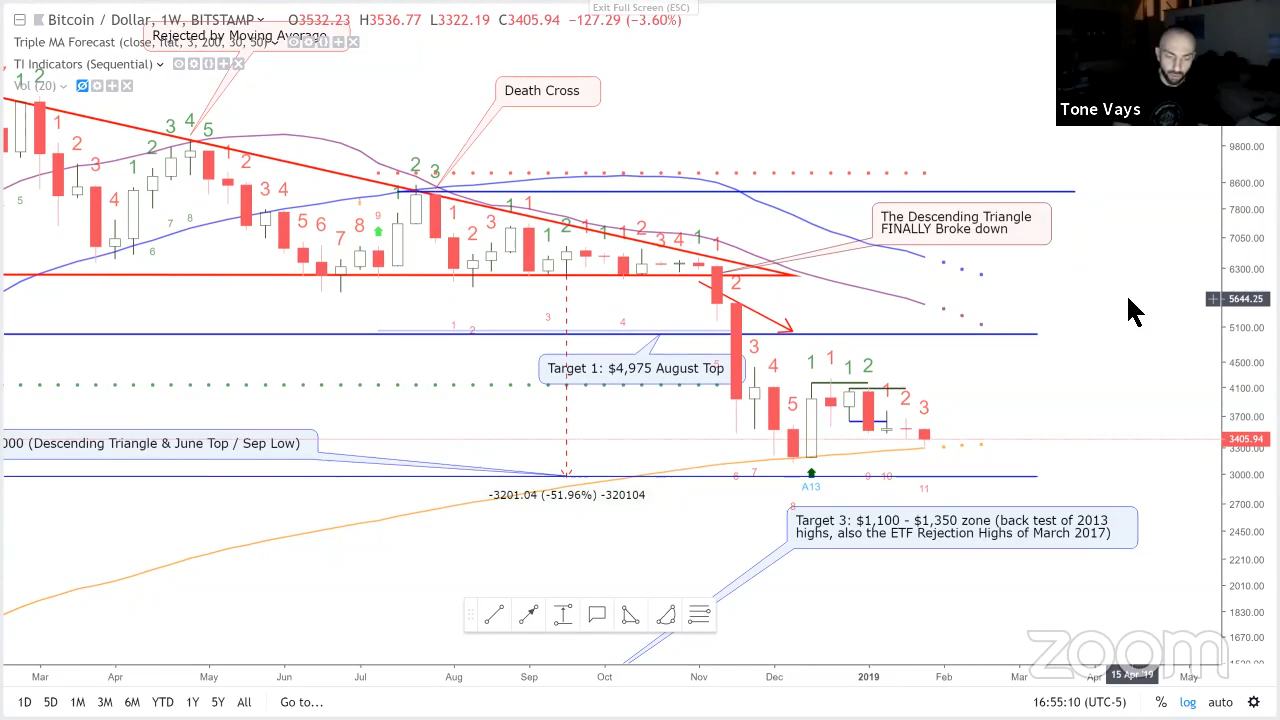 Exit Full Screen (ESC)
Bitcoin / Dollar, 1W, BITSTAMP O3532.23 H3536.77 L3322.19 C3405.94 −127.29 (−3.60%)
Triple MA Forecast (close, flat, 3, 200, 30, 50)
TI Indicators (Sequential)
Vol (20)
Rejected by Moving Average
Death Cross
The Descending Triangle
FINALLY Broke down
Target 1: $4,975 August Top
000 (Descending Triangle & June Top / Sep Low)
-3201.04 (-51.96%) -320104
A13
Target 3: $1,100 - $1,350 zone (back test of 2013
highs, also the ETF Rejection Highs of March 2017)
Tone Vays
9800.00
8600.00
7800.00
7050.00
6300.00
5644.25
5100.00
4500.00
4100.00
3700.00
3405.94
3300.00
3000.00
2700.00
2450.00
2210.00
2010.00
1830.00
1670.00
zoom
Mar Apr May Jun Jul Aug Sep Oct Nov Dec 2019 Feb Mar Apr 15 Apr '19 May
1D 5D 1M 3M 6M YTD 1Y 5Y All Go to... 16:55:10 (UTC-5) % log auto